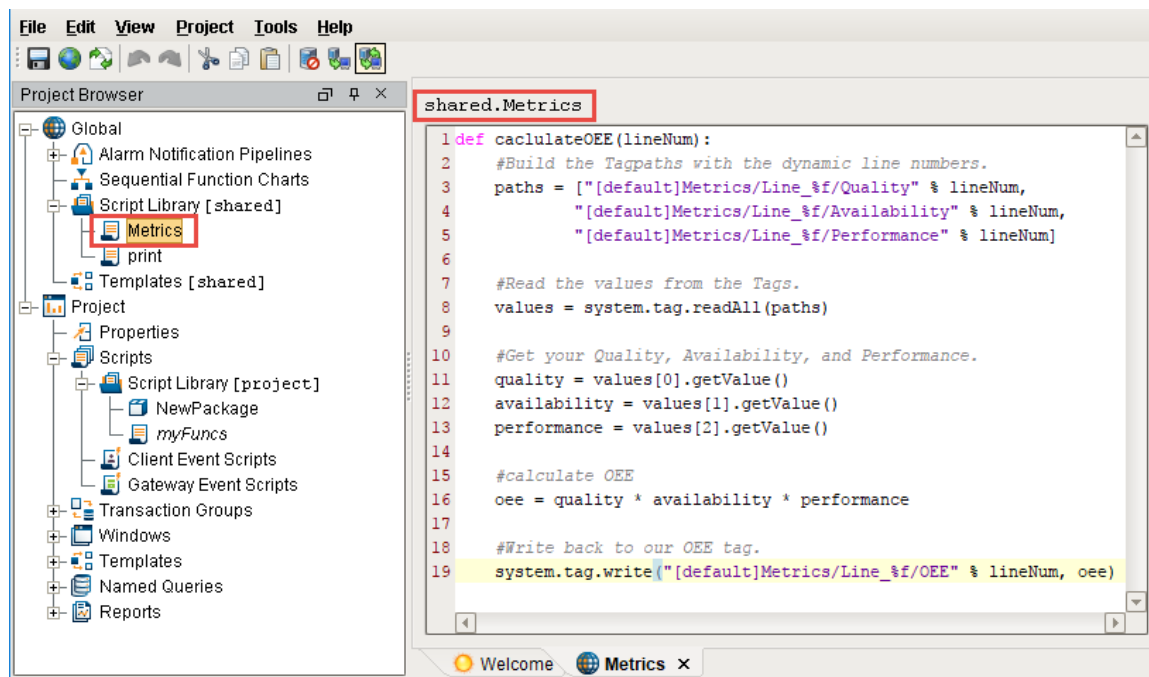 File Edit View Project Tools Help
Project Browser
Global
Alarm Notification Pipelines
Sequential Function Charts
Script Library [shared]
Metrics
print
Templates [shared]
Project
Properties
Scripts
Script Library [project]
NewPackage
myFuncs
Client Event Scripts
Gateway Event Scripts
Transaction Groups
Windows
Templates
Named Queries
Reports
shared.Metrics
1 def caclulateOEE(lineNum):
2 #Build the Tagpaths with the dynamic line numbers.
3 paths = ["[default]Metrics/Line_%f/Quality" % lineNum,
4 "[default]Metrics/Line_%f/Availability" % lineNum,
5 "[default]Metrics/Line_%f/Performance" % lineNum]
6
7 #Read the values from the Tags.
8 values = system.tag.readAll(paths)
9
10 #Get your Quality, Availability, and Performance.
11 quality = values[0].getValue()
12 availability = values[1].getValue()
13 performance = values[2].getValue()
14
15 #calculate OEE
16 oee = quality * availability * performance
17
18 #Write back to our OEE tag.
19 system.tag.write("[default]Metrics/Line_%f/OEE" % lineNum, oee)
Welcome Metrics ×